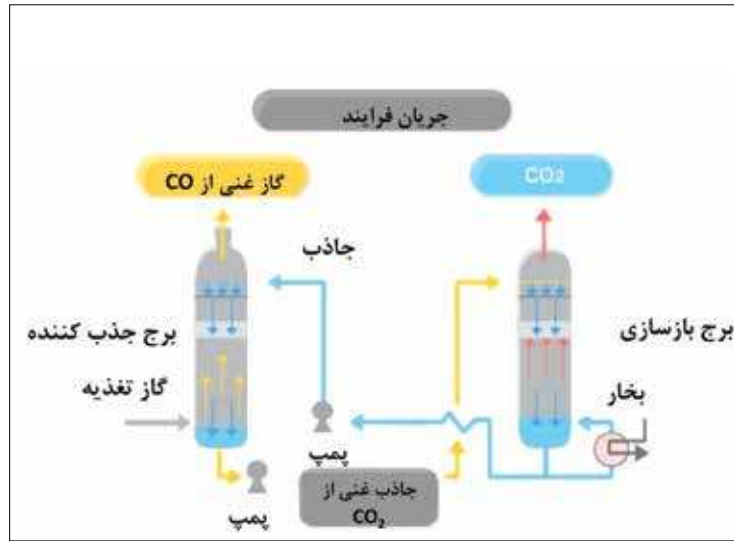 جریان فرایند
گاز غنی از CO
CO2
جاذب
برج جذب کننده
برج بازسازی
گاز تغذیه
بخار
پمپ
جاذب غنی از
CO₂
پمپ